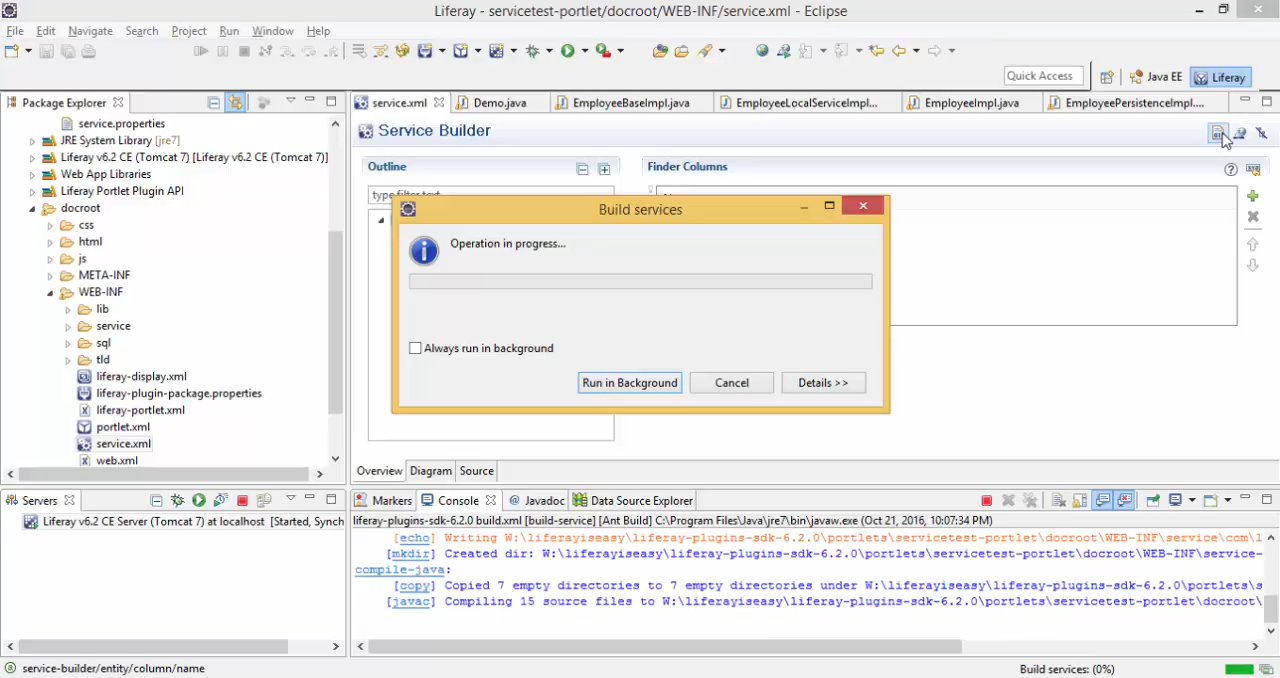 Liferay - servicetest-portlet/docroot/WEB-INF/service.xml - Eclipse
File Edit Navigate Search Project Run Window Help
Quick Access Java EE Liferay
Package Explorer
service.xml Demo.java EmployeeBaseImpl.java EmployeeLocalServiceImpl... EmployeeImpl.java EmployeePersistenceImpl....
service.properties
JRE System Library [jre7]
Liferay v6.2 CE (Tomcat 7) [Liferay v6.2 CE (Tomcat 7)]
Web App Libraries
Liferay Portlet Plugin API
docroot
css
html
js
META-INF
WEB-INF
lib
service
sql
tld
liferay-display.xml
liferay-plugin-package.properties
liferay-portlet.xml
portlet.xml
service.xml
web.xml
Service Builder
Outline
Finder Columns
Build services
Operation in progress...
Always run in background
Run in Background Cancel Details >>
Overview Diagram Source
Servers
Liferay v6.2 CE Server (Tomcat 7) at localhost [Started, Synch
Markers Console Javadoc Data Source Explorer
liferay-plugins-sdk-6.2.0 build.xml [build-service] [Ant Build] C:\Program Files\Java\jre7\bin\javaw.exe (Oct 21, 2016, 10:07:34 PM)
[echo] Writing W:\liferayiseasy\liferay-plugins-sdk-6.2.0\portlets\servicetest-portlet\docroot\WEB-INF\service\com\l
[mkdir] Created dir: W:\liferayiseasy\liferay-plugins-sdk-6.2.0\portlets\servicetest-portlet\docroot\WEB-INF\service-
compile-java:
[copy] Copied 7 empty directories to 7 empty directories under W:\liferayiseasy\liferay-plugins-sdk-6.2.0\portlets\s
[javac] Compiling 15 source files to W:\liferayiseasy\liferay-plugins-sdk-6.2.0\portlets\servicetest-portlet\docroot\
service-builder/entity/column/name
Build services: (0%)